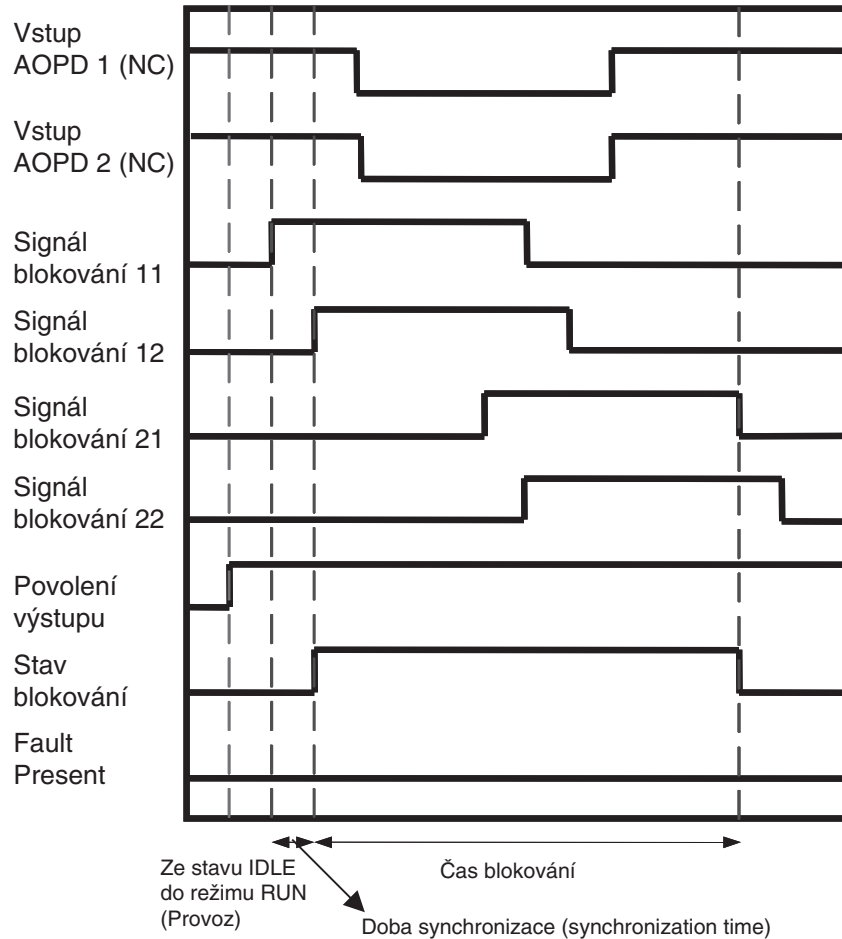 Vstup
AOPD 1 (NC)
Vstup
AOPD 2 (NC)
Signál
blokování 11
Signál
blokování 12
Signál
blokování 21
Signál
blokování 22
Povolení
výstupu
Stav
blokování
Fault
Present
Ze stavu IDLE
do režimu RUN
(Provoz)
Čas blokování
Doba synchronizace (synchronization time)